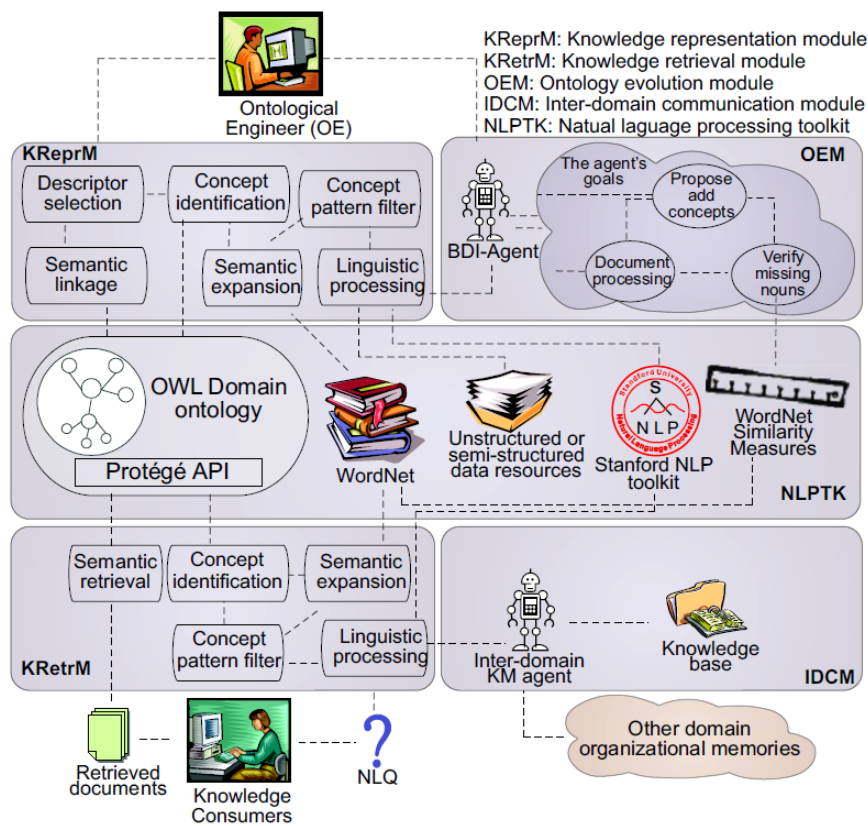 KReprM: Knowledge representation module
KRetrM: Knowledge retrieval module
OEM: Ontology evolution module
IDCM: Inter-domain communication module
NLPTK: Natual laguage processing toolkit
Ontological
Engineer (OE)
KReprM
Descriptor
selection
Concept
identification
Concept
pattern filter
Semantic
linkage
Semantic
expansion
Linguistic
processing
OEM
The agent's
goals
Propose
add
concepts
BDI-Agent
Document
processing
Verify
missing
nouns
OWL Domain
ontology
Protégé API
WordNet
Unstructured or
semi-structured
data resources
Standford University
S
N L P
Natural Language Processing
Stanford NLP
toolkit
WordNet
Similarity
Measures
NLPTK
Semantic
retrieval
Concept
identification
Semantic
expansion
Concept
pattern filter
Linguistic
processing
KRetrM
Inter-domain
KM agent
Knowledge
base
IDCM
Retrieved
documents
Knowledge
Consumers
?
NLQ
Other domain
organizational memories